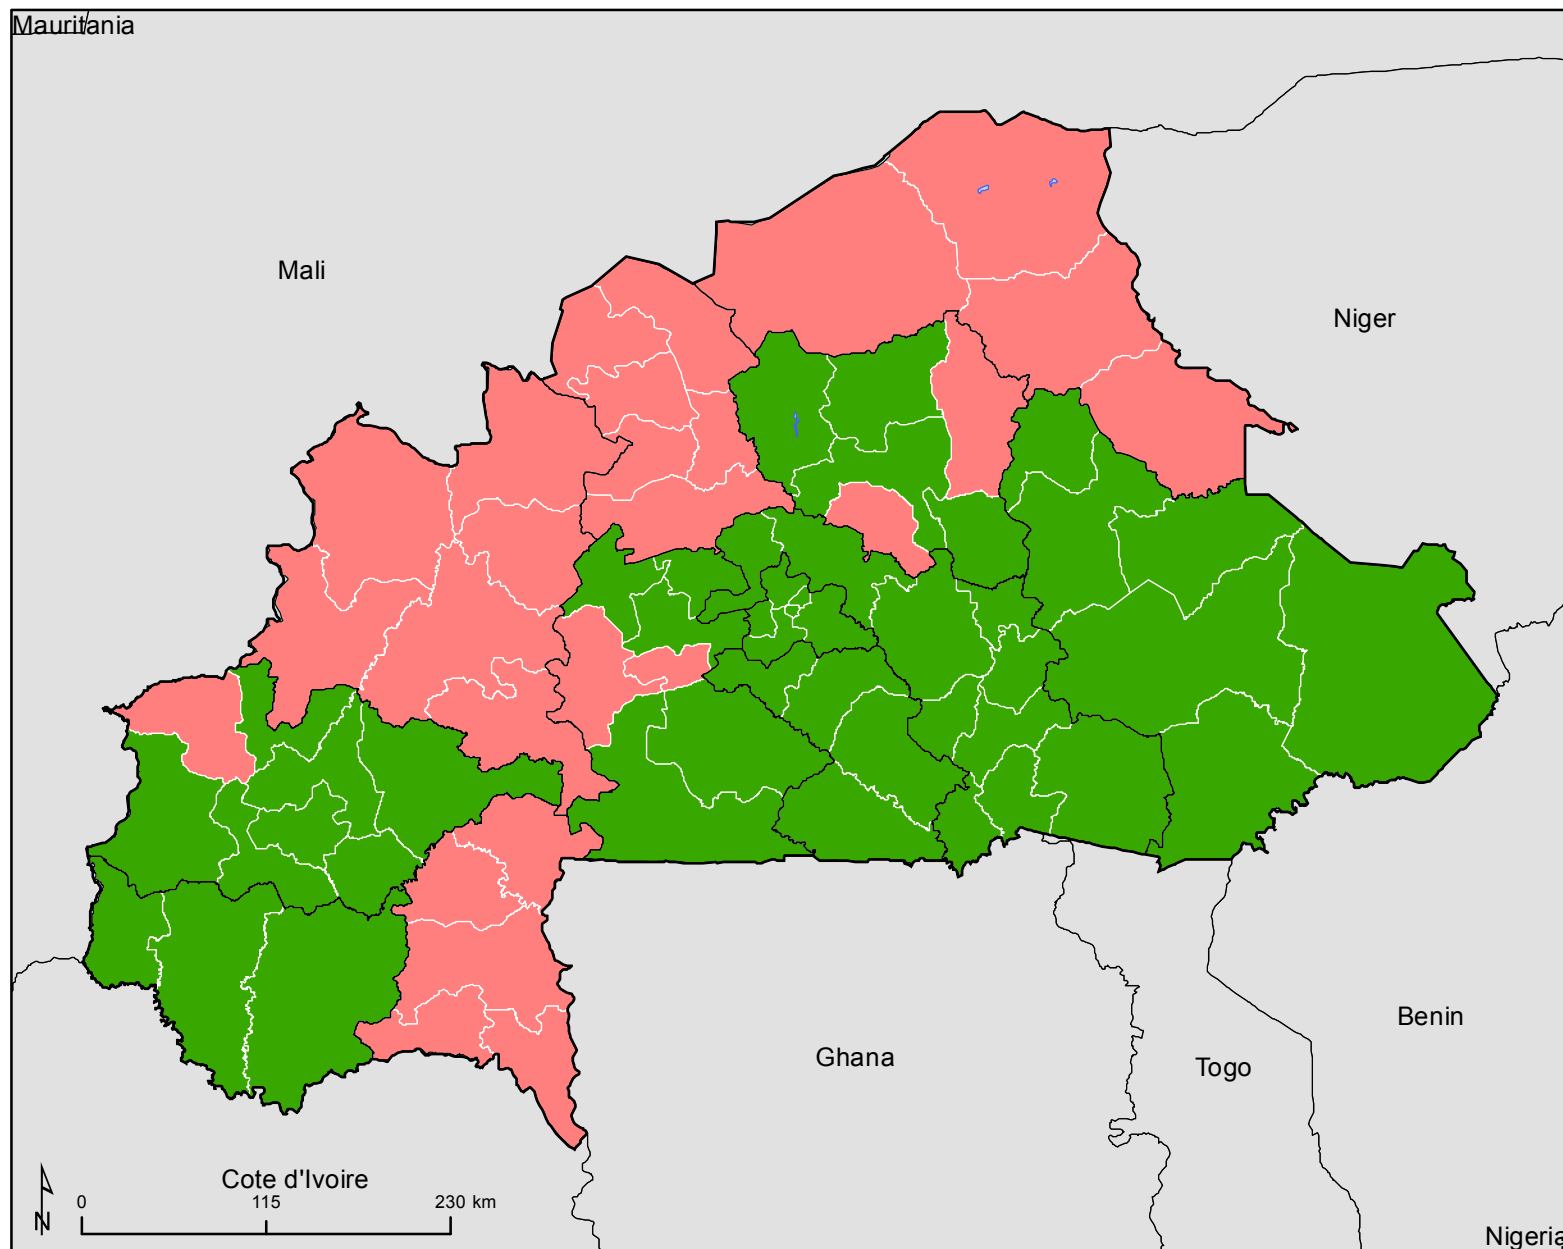 Mauritania
Mali
Niger
Benin
Ghana
Togo
Cote d'Ivoire
0 115 230 km
N
Nigeria